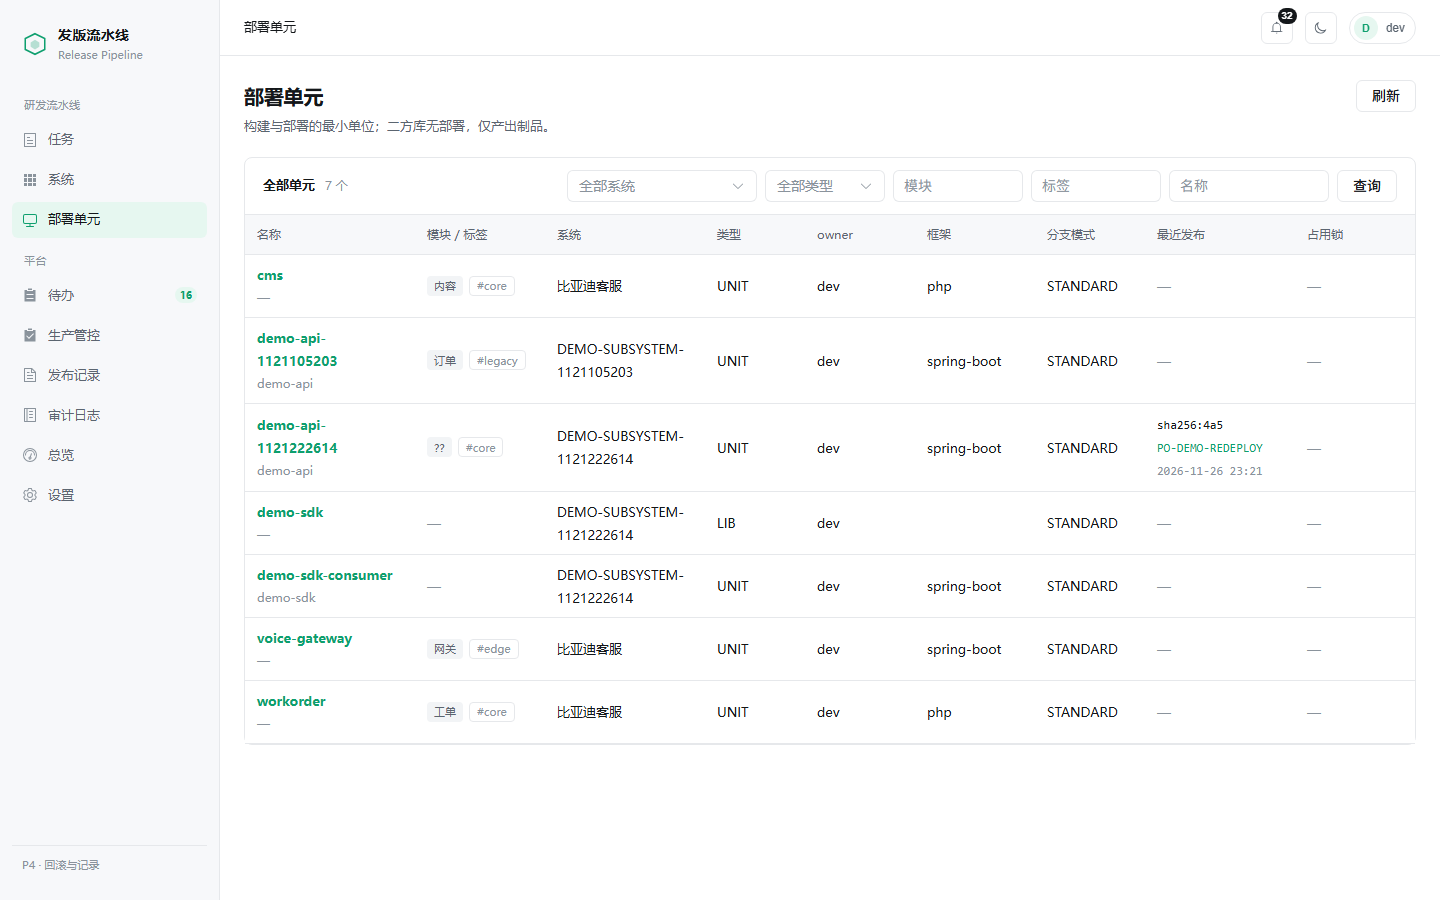 发版流水线
Release Pipeline
研发流水线
任务
系统
部署单元
平台
待办 16
生产管控
发布记录
审计日志
总览
设置
P4 · 回滚与记录
部署单元
32
D dev
部署单元
刷新
构建与部署的最小单位；二方库无部署，仅产出制品。
全部单元 7 个 全部系统 全部类型 模块 标签 名称 查询
名称 模块 / 标签 系统 类型 owner 框架 分支模式 最近发布 占用锁
cms
—
内容 #core 比亚迪客服 UNIT dev php STANDARD — —
demo-api-
1121105203
demo-api
订单 #legacy
DEMO-SUBSYSTEM-
1121105203
UNIT dev spring-boot STANDARD — —
demo-api-
1121222614
demo-api
?? #core
DEMO-SUBSYSTEM-
1121222614
UNIT dev spring-boot STANDARD
sha256:4a5
PO-DEMO-REDEPLOY
2026-11-26 23:21
—
demo-sdk
—
—
DEMO-SUBSYSTEM-
1121222614
LIB dev STANDARD — —
demo-sdk-consumer
demo-sdk
—
DEMO-SUBSYSTEM-
1121222614
UNIT dev spring-boot STANDARD — —
voice-gateway
—
网关 #edge 比亚迪客服 UNIT dev spring-boot STANDARD — —
workorder
—
工单 #core 比亚迪客服 UNIT dev php STANDARD — —